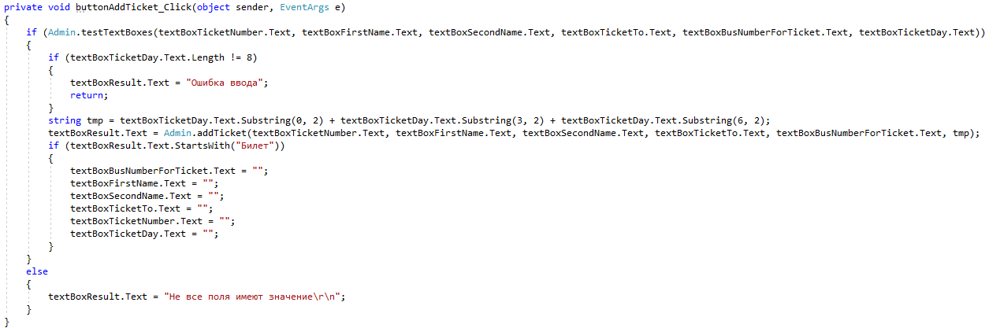 private void buttonAddTicket_Click(object sender, EventArgs e)
{
    if (Admin.testTextBoxes(textBoxTicketNumber.Text, textBoxFirstName.Text, textBoxSecondName.Text, textBoxTicketTo.Text, textBoxBusNumberForTicket.Text, textBoxTicketDay.Text))
    {
        if (textBoxTicketDay.Text.Length != 8)
        {
            textBoxResult.Text = "Ошибка ввода";
            return;
        }
        string tmp = textBoxTicketDay.Text.Substring(0, 2) + textBoxTicketDay.Text.Substring(3, 2) + textBoxTicketDay.Text.Substring(6, 2);
        textBoxResult.Text = Admin.addTicket(textBoxTicketNumber.Text, textBoxFirstName.Text, textBoxSecondName.Text, textBoxTicketTo.Text, textBoxBusNumberForTicket.Text, tmp);
        if (textBoxResult.Text.StartsWith("Билет"))
        {
            textBoxBusNumberForTicket.Text = "";
            textBoxFirstName.Text = "";
            textBoxSecondName.Text = "";
            textBoxTicketTo.Text = "";
            textBoxTicketNumber.Text = "";
            textBoxTicketDay.Text = "";
        }
    }
    else
    {
        textBoxResult.Text = "Не все поля имеют значение\r\n";
    }
}